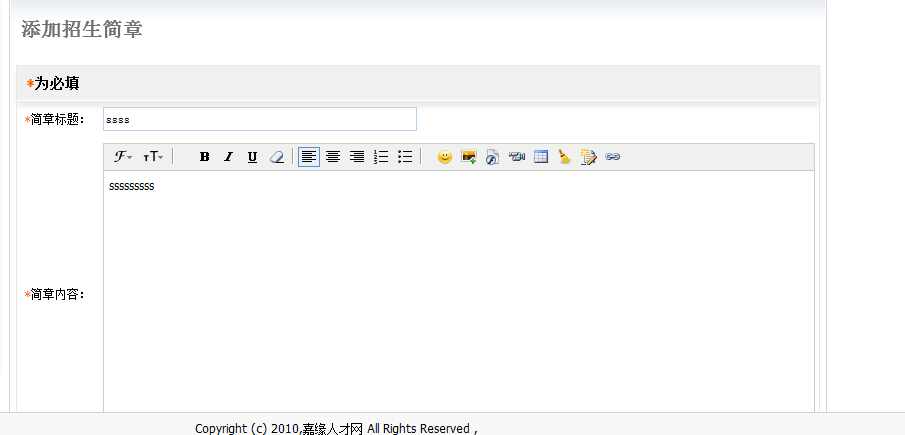 添加招生简章
*为必填
*简章标题： ssss
F TT B I U
sssssssss
*简章内容：
Copyright (c) 2010,嘉缘人才网 All Rights Reserved ,